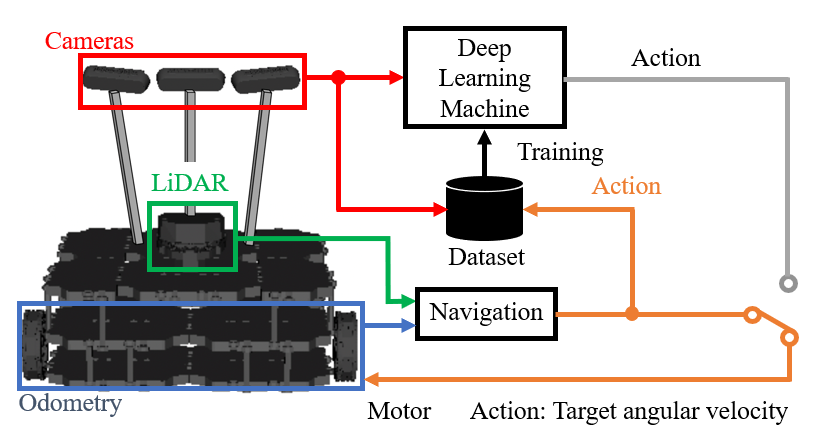 Cameras
Deep
Learning
Machine
Action
Training
LiDAR
Action
Dataset
Navigation
Odometry
Motor
Action: Target angular velocity